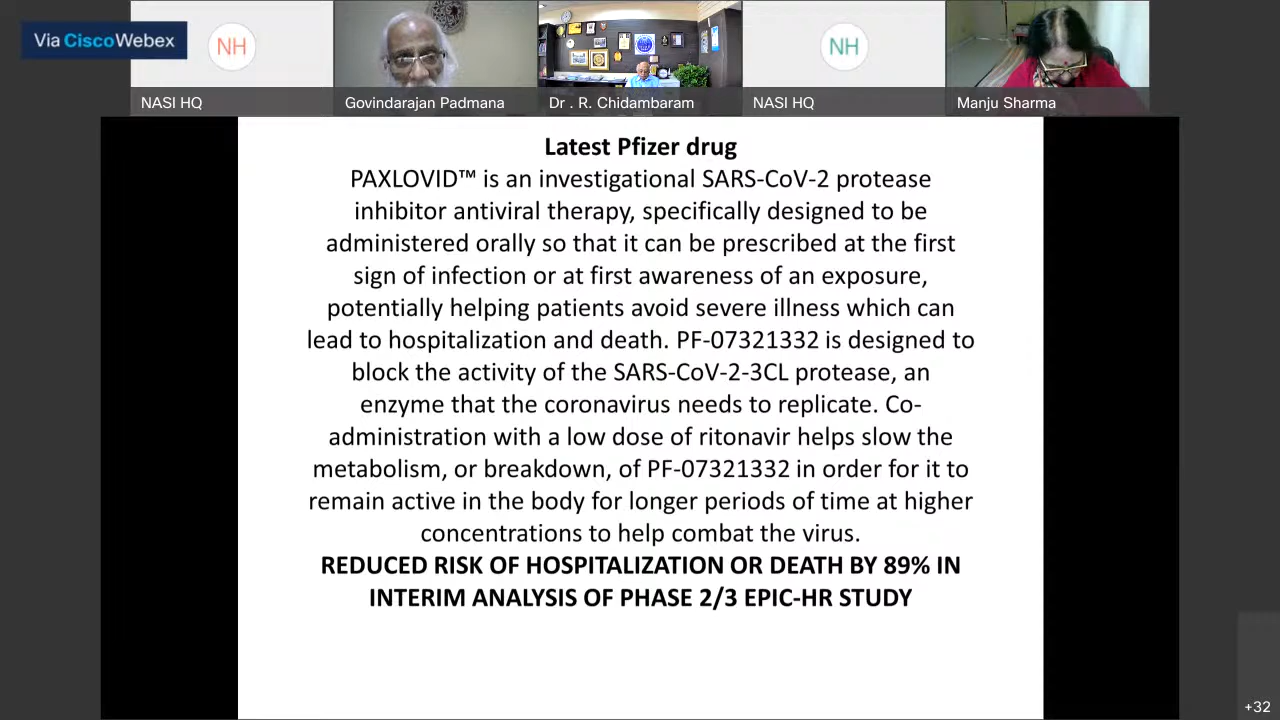 Via CiscoWebex
NH
NH
NASI HQ
Govindarajan Padmana
Dr . R. Chidambaram
NASI HQ
Manju Sharma
Latest Pfizer drug
PAXLOVID™ is an investigational SARS-CoV-2 protease
inhibitor antiviral therapy, specifically designed to be
administered orally so that it can be prescribed at the first
sign of infection or at first awareness of an exposure,
potentially helping patients avoid severe illness which can
lead to hospitalization and death. PF-07321332 is designed to
block the activity of the SARS-CoV-2-3CL protease, an
enzyme that the coronavirus needs to replicate. Co-
administration with a low dose of ritonavir helps slow the
metabolism, or breakdown, of PF-07321332 in order for it to
remain active in the body for longer periods of time at higher
concentrations to help combat the virus.
REDUCED RISK OF HOSPITALIZATION OR DEATH BY 89% IN
INTERIM ANALYSIS OF PHASE 2/3 EPIC-HR STUDY
+32